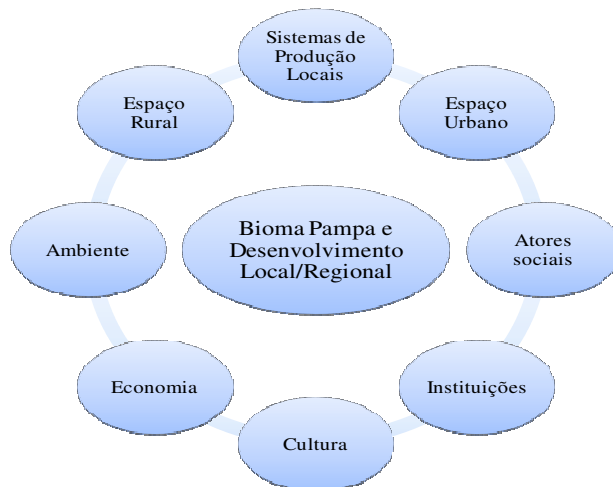 Sistemas de
Produção
Locais
Espaço
Rural
Espaço
Urbano
Ambiente
Bioma Pampa e
Desenvolvimento
Local/Regional
Atores
sociais
Economia
Instituições
Cultura